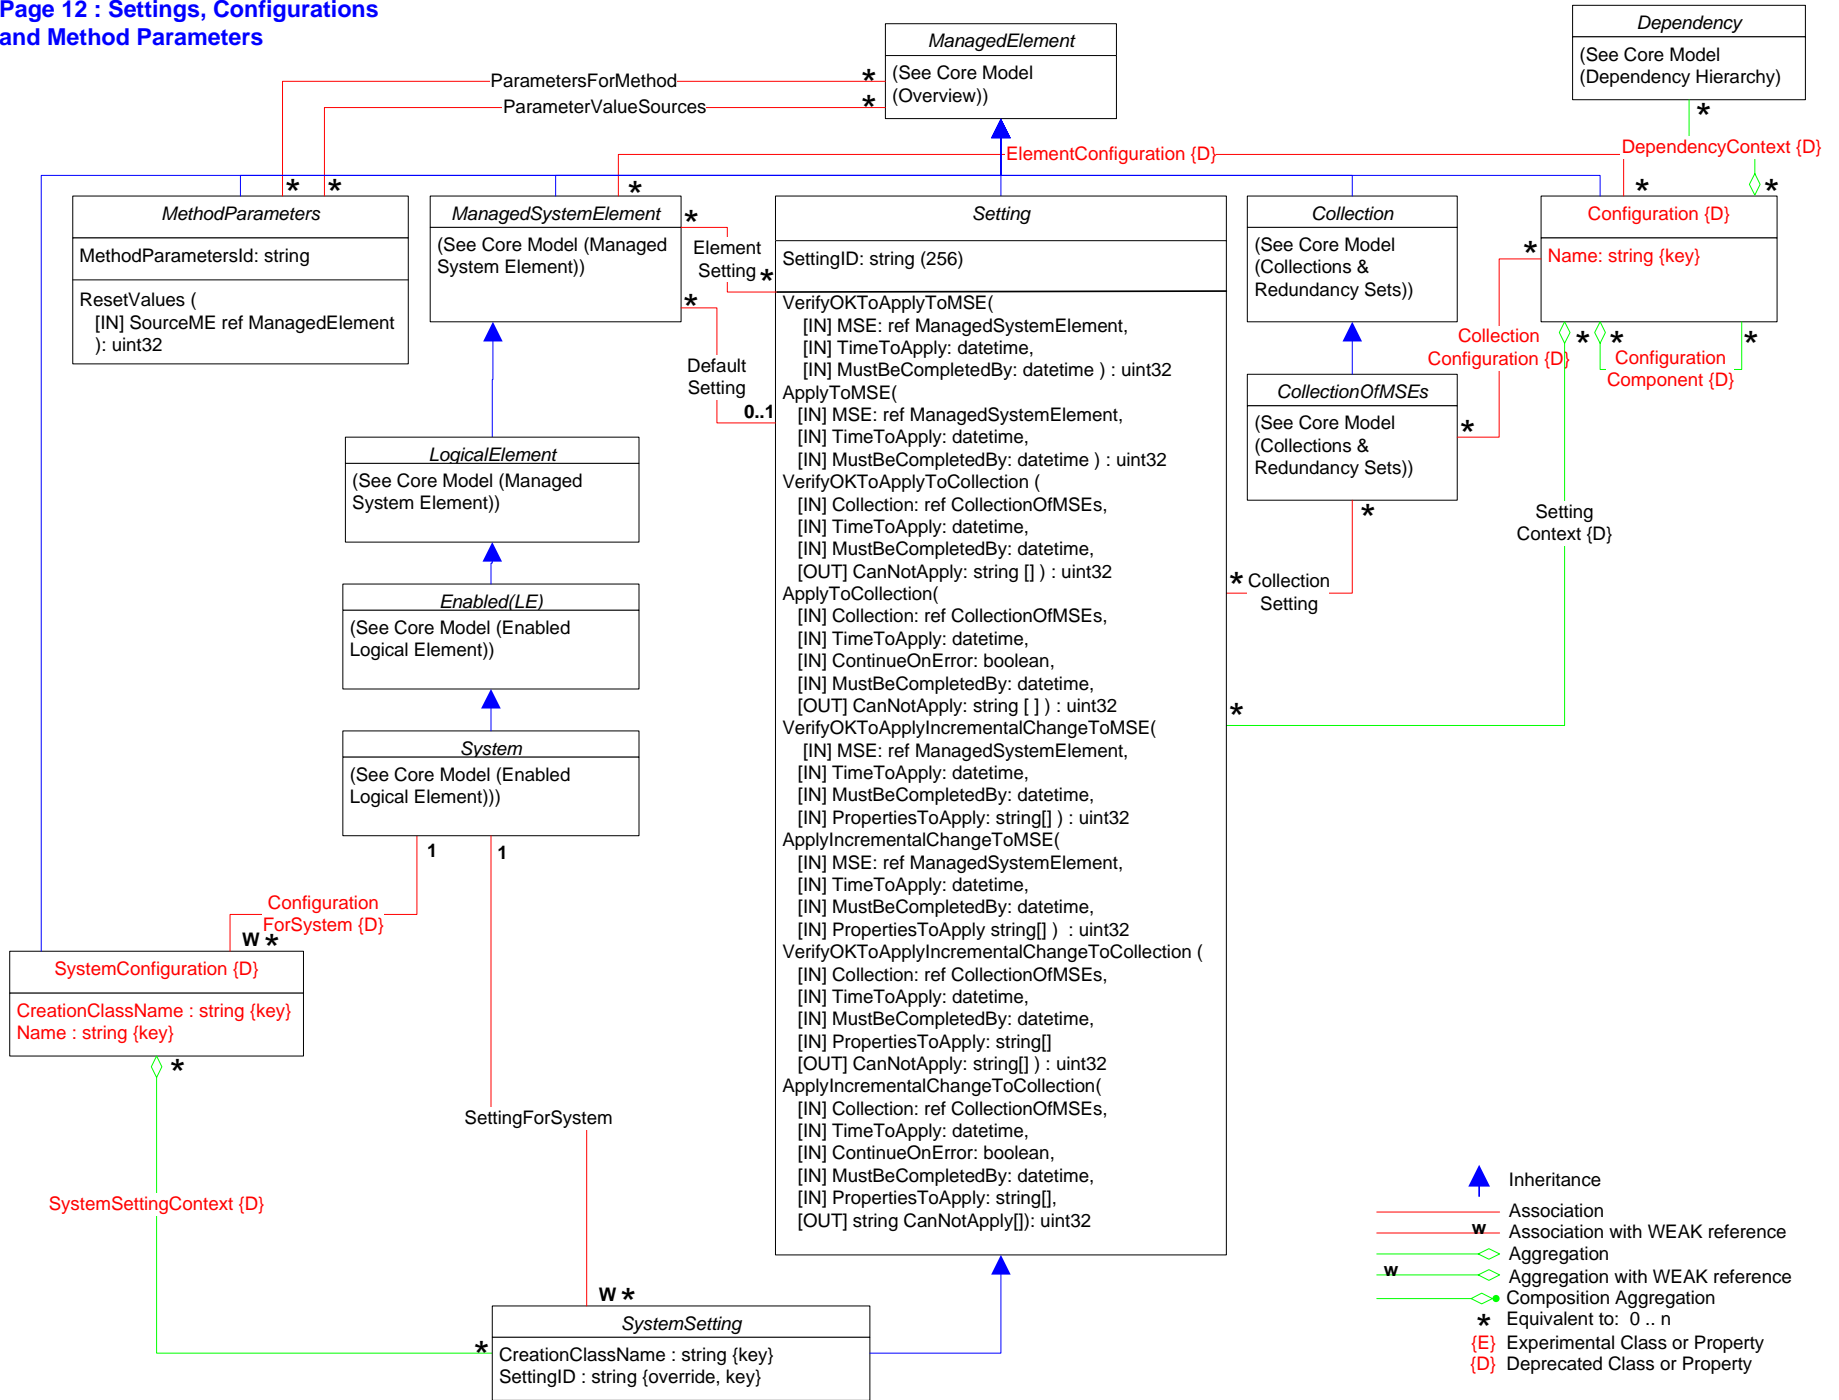 Page 12 : Settings, Configurations
and Method Parameters
ManagedElement
(See Core Model
(Overview))
Dependency
(See Core Model
(Dependency Hierarchy)
ParametersForMethod
*
ParameterValueSources
*
*
ElementConfiguration {D}
DependencyContext {D}
* *
*
*
*
MethodParameters
MethodParametersId: string
ResetValues (
[IN] SourceME ref ManagedElement
): uint32
ManagedSystemElement
(See Core Model (Managed
System Element))
*
Element
Setting
*
*
Default
Setting
0..1
Setting
SettingID: string (256)
VerifyOKToApplyToMSE(
[IN] MSE: ref ManagedSystemElement,
[IN] TimeToApply: datetime,
[IN] MustBeCompletedBy: datetime ) : uint32
ApplyToMSE(
[IN] MSE: ref ManagedSystemElement,
[IN] TimeToApply: datetime,
[IN] MustBeCompletedBy: datetime ) : uint32
VerifyOKToApplyToCollection (
[IN] Collection: ref CollectionOfMSEs,
[IN] TimeToApply: datetime,
[IN] MustBeCompletedBy: datetime,
[OUT] CanNotApply: string [] ) : uint32
ApplyToCollection(
[IN] Collection: ref CollectionOfMSEs,
[IN] TimeToApply: datetime,
[IN] ContinueOnError: boolean,
[IN] MustBeCompletedBy: datetime,
[OUT] CanNotApply: string [ ] ) : uint32
VerifyOKToApplyIncrementalChangeToMSE(
[IN] MSE: ref ManagedSystemElement,
[IN] TimeToApply: datetime,
[IN] MustBeCompletedBy: datetime,
[IN] PropertiesToApply: string[] ) : uint32
ApplyIncrementalChangeToMSE(
[IN] MSE: ref ManagedSystemElement,
[IN] TimeToApply: datetime,
[IN] MustBeCompletedBy: datetime,
[IN] PropertiesToApply string[] ) : uint32
VerifyOKToApplyIncrementalChangeToCollection (
[IN] Collection: ref CollectionOfMSEs,
[IN] TimeToApply: datetime,
[IN] MustBeCompletedBy: datetime,
[IN] PropertiesToApply: string[]
[OUT] CanNotApply: string[] ) : uint32
ApplyIncrementalChangeToCollection(
[IN] Collection: ref CollectionOfMSEs,
[IN] TimeToApply: datetime,
[IN] ContinueOnError: boolean,
[IN] MustBeCompletedBy: datetime,
[IN] PropertiesToApply: string[],
[OUT] string CanNotApply[]): uint32
Collection
(See Core Model
(Collections &
Redundancy Sets))
Configuration {D}
Name: string {key}
*
Collection
Configuration {D}
* *
*
Configuration
Component {D}
CollectionOfMSEs
(See Core Model
(Collections &
Redundancy Sets))
*
*
Setting
Context {D}
* Collection
Setting
*
LogicalElement
(See Core Model (Managed
System Element))
Enabled(LE)
(See Core Model (Enabled
Logical Element))
System
(See Core Model (Enabled
Logical Element)))
1
1
Configuration
ForSystem {D}
W *
SystemConfiguration {D}
CreationClassName : string {key}
Name : string {key}
*
SettingForSystem
SystemSettingContext {D}
W *
*
SystemSetting
CreationClassName : string {key}
SettingID : string {override, key}
Inheritance
Association
w Association with WEAK reference
Aggregation
w Aggregation with WEAK reference
Composition Aggregation
* Equivalent to: 0 .. n
{E} Experimental Class or Property
{D} Deprecated Class or Property